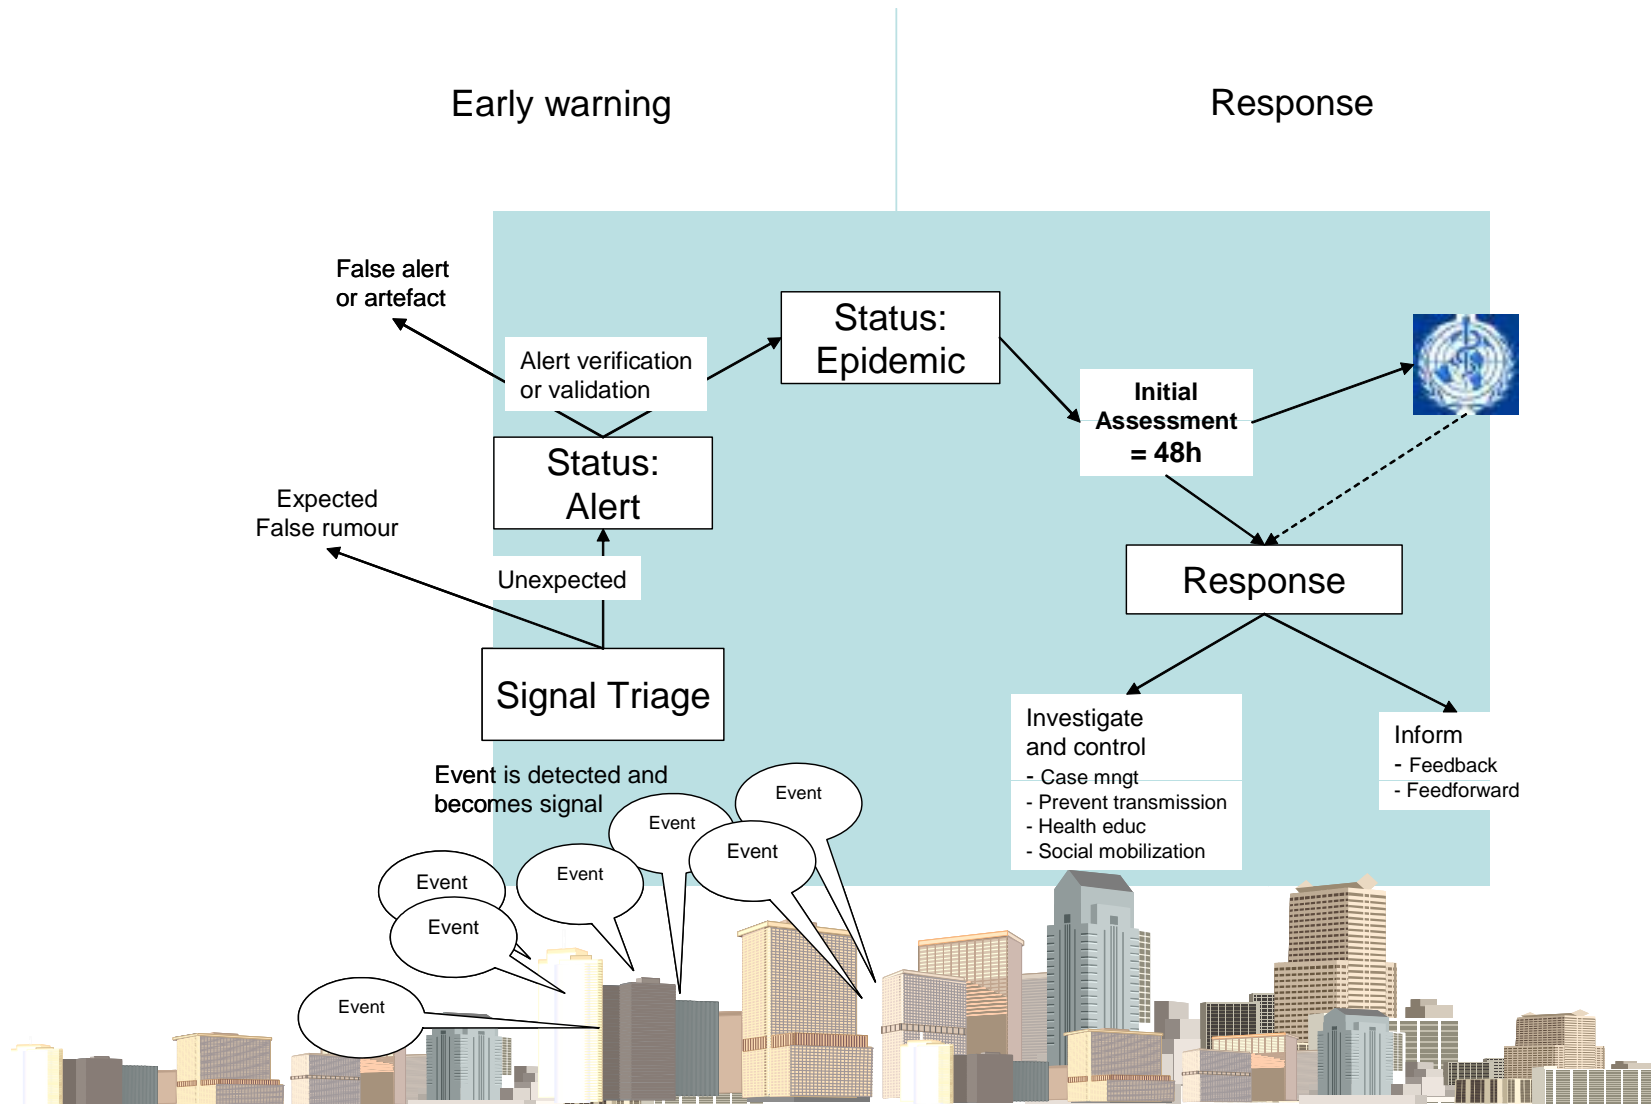 Early warning
Response
False alert
or artefact
Status:
Epidemic
Alert verification
or validation
Initial
Assessment
= 48h
Status:
Alert
Expected
False rumour
Unexpected
Response
Signal Triage
Investigate
and control
- Case mngt
- Prevent transmission
- Health educ
- Social mobilization
Inform
- Feedback
- Feedforward
Event is detected and
becomes signal
Event
Event
Event
Event
Event
Event
Event